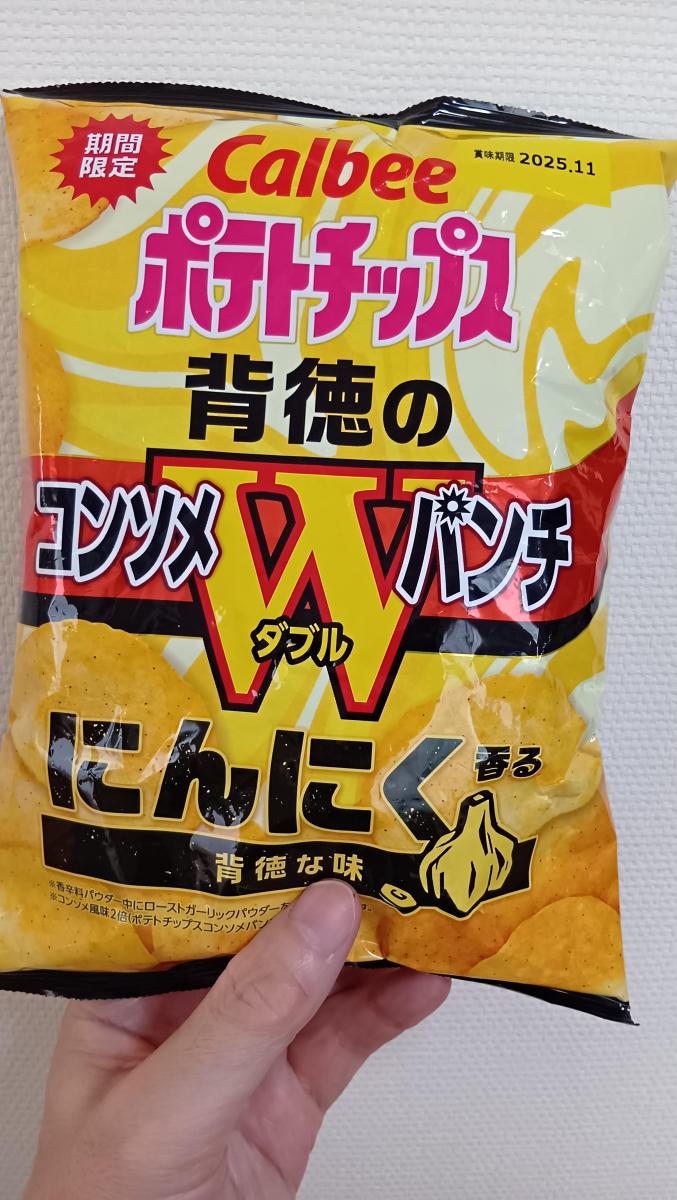 期間
限定
Calbee
賞味期限 2025.11
ポテトチップス
背徳の
コンソメWパンチ
ダブル
にんにく香る
背徳な味
※香辛料パウダー中にローストガーリックパウダーを
※コンソメ風味2倍(ポテトチップスコンソメパン